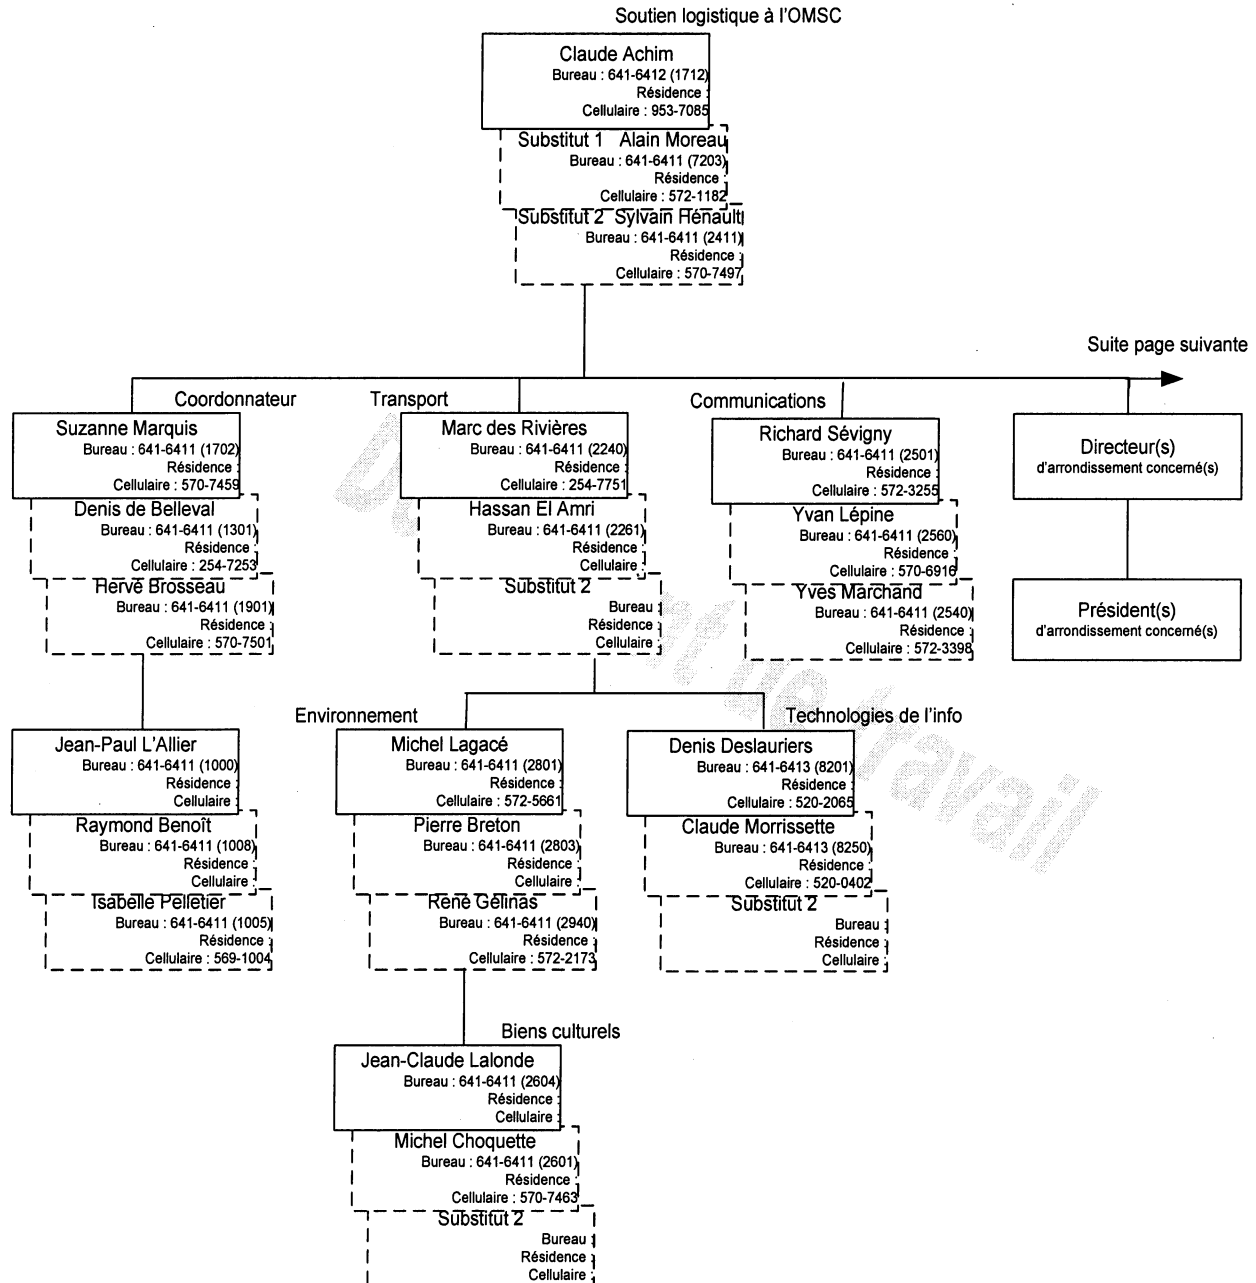 Soutien logistique à l'OMSC
Claude Achim
Bureau : 641-6412 (1712)
Résidence :
Cellulaire : 953-7085
Substitut 1 Alain Moreau
Bureau : 641-6411 (7203)
Résidence :
Cellulaire : 572-1182
Substitut 2 Sylvain Hénault
Bureau : 641-6411 (2411)
Résidence :
Cellulaire : 570-7497
Suite page suivante
Coordonnateur
Suzanne Marquis
Bureau : 641-6411 (1702)
Résidence :
Cellulaire : 570-7459
Denis de Belleval
Bureau : 641-6411 (1301)
Résidence :
Cellulaire : 254-7253
Hervé Brosseau
Bureau : 641-6411 (1901)
Résidence :
Cellulaire : 570-7501
Transport
Marc des Rivières
Bureau : 641-6411 (2240)
Résidence :
Cellulaire : 254-7751
Hassan El Amri
Bureau : 641-6411 (2261)
Résidence :
Cellulaire :
Substitut 2
Bureau :
Résidence :
Cellulaire :
Communications
Richard Sévigny
Bureau : 641-6411 (2501)
Résidence :
Cellulaire : 572-3255
Yvan Lépine
Bureau : 641-6411 (2560)
Résidence :
Cellulaire : 570-6916
Yves Marchand
Bureau : 641-6411 (2540)
Résidence :
Cellulaire : 572-3398
Directeur(s)
d'arrondissement concerné(s)
Président(s)
d'arrondissement concerné(s)
Jean-Paul L'Allier
Bureau : 641-6411 (1000)
Résidence :
Cellulaire :
Raymond Benoît
Bureau : 641-6411 (1008)
Résidence :
Cellulaire :
Isabelle Pelletier
Bureau : 641-6411 (1005)
Résidence :
Cellulaire : 569-1004
Environnement
Michel Lagacé
Bureau : 641-6411 (2801)
Résidence :
Cellulaire : 572-5661
Pierre Breton
Bureau : 641-6411 (2803)
Résidence :
Cellulaire :
René Gélinas
Bureau : 641-6411 (2940)
Résidence :
Cellulaire : 572-2173
Technologies de l'info
Denis Deslauriers
Bureau : 641-6413 (8201)
Résidence :
Cellulaire : 520-2065
Claude Morrissette
Bureau : 641-6413 (8250)
Résidence :
Cellulaire : 520-0402
Substitut 2
Bureau :
Résidence :
Cellulaire :
Biens culturels
Jean-Claude Lalonde
Bureau : 641-6411 (2604)
Résidence :
Cellulaire :
Michel Choquette
Bureau : 641-6411 (2601)
Résidence :
Cellulaire : 570-7463
Substitut 2
Bureau :
Résidence :
Cellulaire :
travail